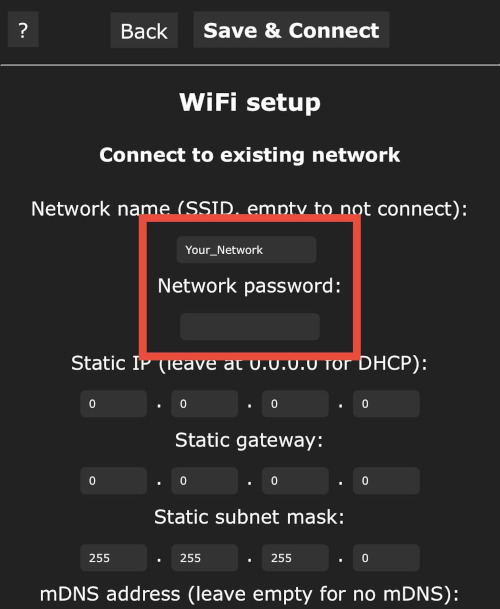 ?
Back
Save & Connect
WiFi setup
Connect to existing network
Network name (SSID, empty to not connect):
Your_Network
Network password:
Static IP (leave at 0.0.0.0 for DHCP):
0 . 0 . 0 . 0
Static gateway:
0 . 0 . 0 . 0
Static subnet mask:
255 . 255 . 255 . 0
mDNS address (leave empty for no mDNS):